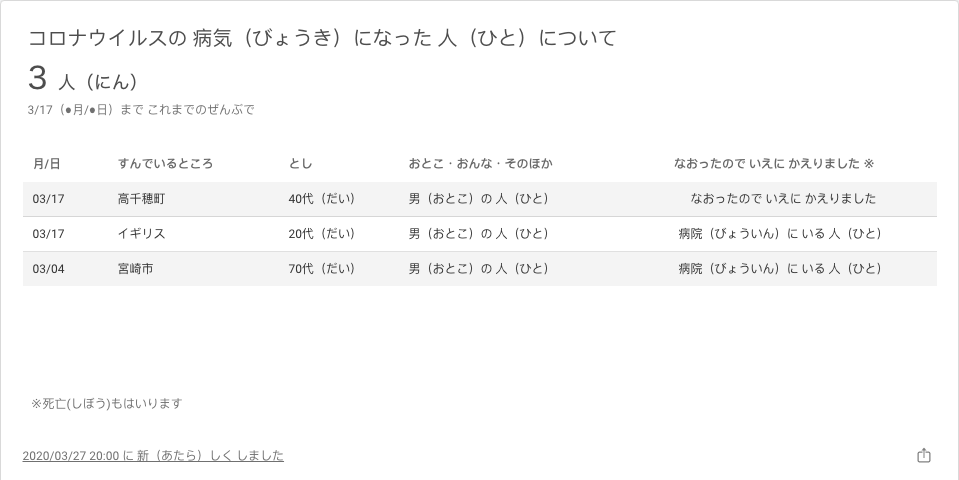 コロナウイルスの 病気（びょうき）になった 人（ひと）について
3 人（にん）
3/17（●月/●日）まで これまでのぜんぶで
月/日 すんでいるところ とし おとこ・おんな・そのほか なおったので いえに かえりました ※
03/17 高千穂町 40代（だい） 男（おとこ）の 人（ひと） なおったので いえに かえりました
03/17 イギリス 20代（だい） 男（おとこ）の 人（ひと） 病院（びょういん）に いる 人（ひと）
03/04 宮崎市 70代（だい） 男（おとこ）の 人（ひと） 病院（びょういん）に いる 人（ひと）
※死亡(しぼう)もはいります
2020/03/27 20:00 に 新（あたら）しく しました